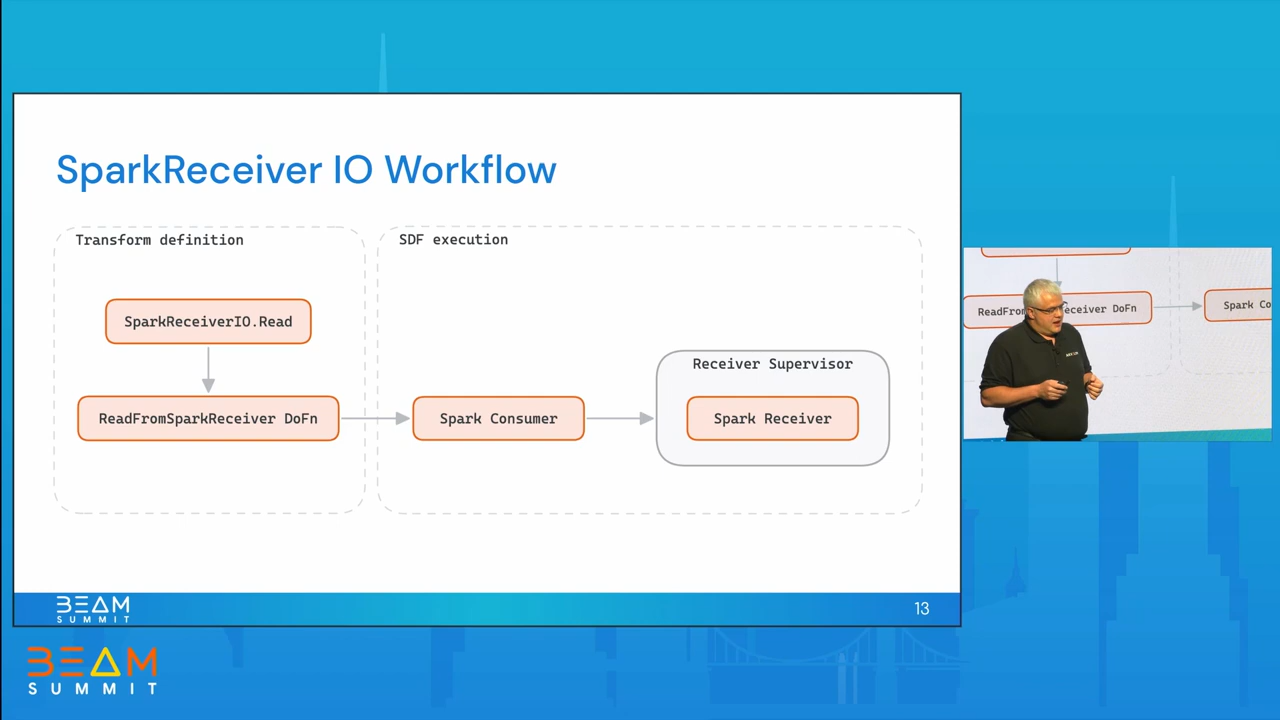 SparkReceiver IO Workflow
Transform definition
SDF execution
SparkReceiverIO.Read
Receiver Supervisor
ReadFromSparkReceiver DoFn
Spark Consumer
Spark Receiver
BEAM
SUMMIT
13
BEAM
SUMMIT
ReadFrom
eceiver DoFn
Spark Co